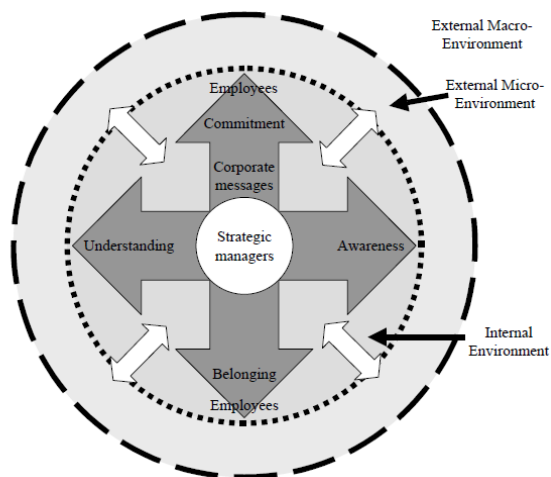 External Macro-
Environment
External Micro-
Environment
Employees
Commitment
Corporate
messages
Understanding
Strategic
managers
Awareness
Internal
Environment
Belonging
Employees